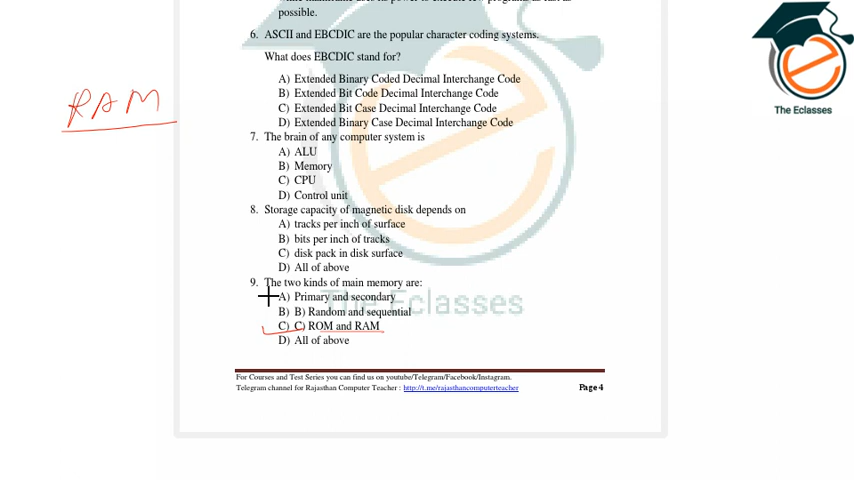 possible.
6. ASCII and EBCDIC are the popular character coding systems.
What does EBCDIC stand for?
A) Extended Binary Coded Decimal Interchange Code
B) Extended Bit Code Decimal Interchange Code
C) Extended Bit Case Decimal Interchange Code
D) Extended Binary Case Decimal Interchange Code
7. The brain of any computer system is
A) ALU
B) Memory
C) CPU
D) Control unit
8. Storage capacity of magnetic disk depends on
A) tracks per inch of surface
B) bits per inch of tracks
C) disk pack in disk surface
D) All of above
9. The two kinds of main memory are:
A) Primary and secondary
B) B) Random and sequential
C) C) ROM and RAM
D) All of above
For Courses and Test Series you can find us on youtube/Telegram/Facebook/Instagram.
Telegram channel for Rajasthan Computer Teacher : http://t.me/rajasthancomputerteacher
Page 4
RAM
The Eclasses
The Eclasses